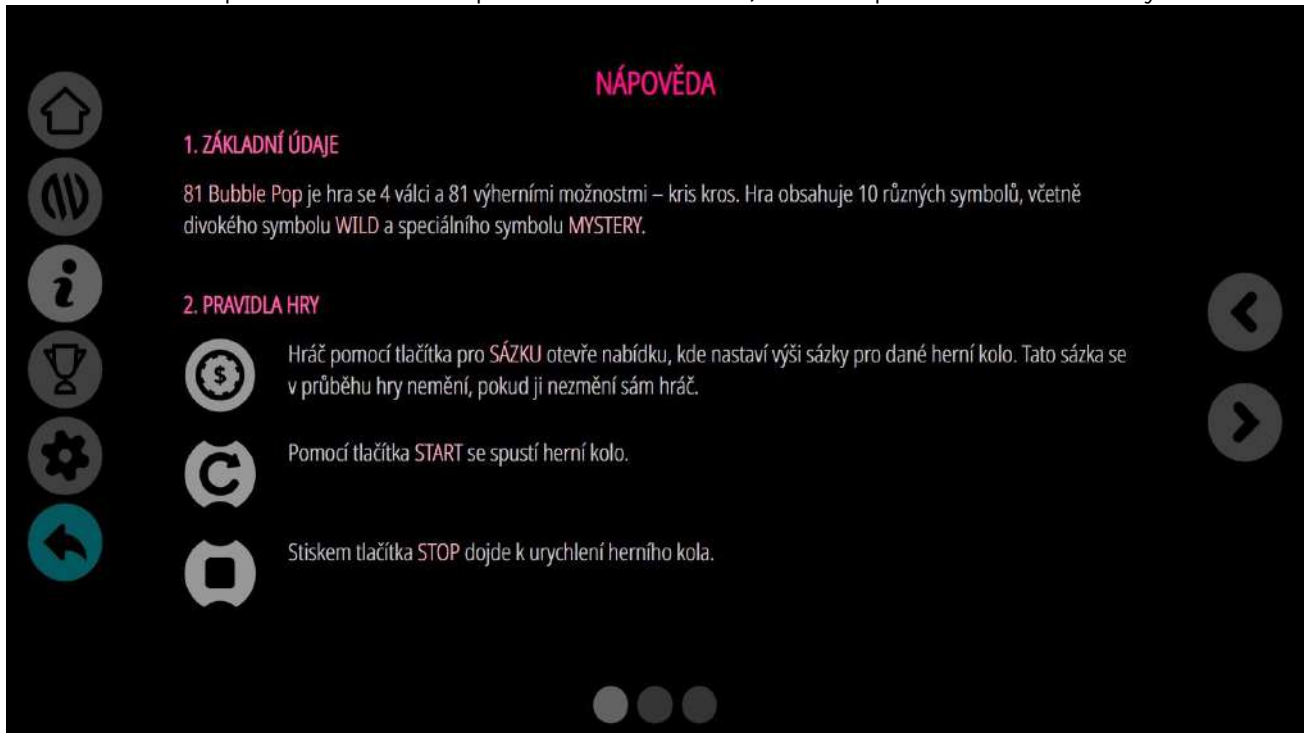 NÁPOVĚDA
1. ZÁKLADNÍ ÚDAJE
81 Bubble Pop je hra se 4 válci a 81 výherními možnostmi – kris kros. Hra obsahuje 10 různých symbolů, včetně
divokého symbolu WILD a speciálního symbolu MYSTERY.
2. PRAVIDLA HRY
Hráč pomocí tlačítka pro SÁZKU otevře nabídku, kde nastaví výši sázky pro dané herní kolo. Tato sázka se
v průběhu hry nemění, pokud ji nezmění sám hráč.
Pomocí tlačítka START se spustí herní kolo.
Stiskem tlačítka STOP dojde k urychlení herního kola.